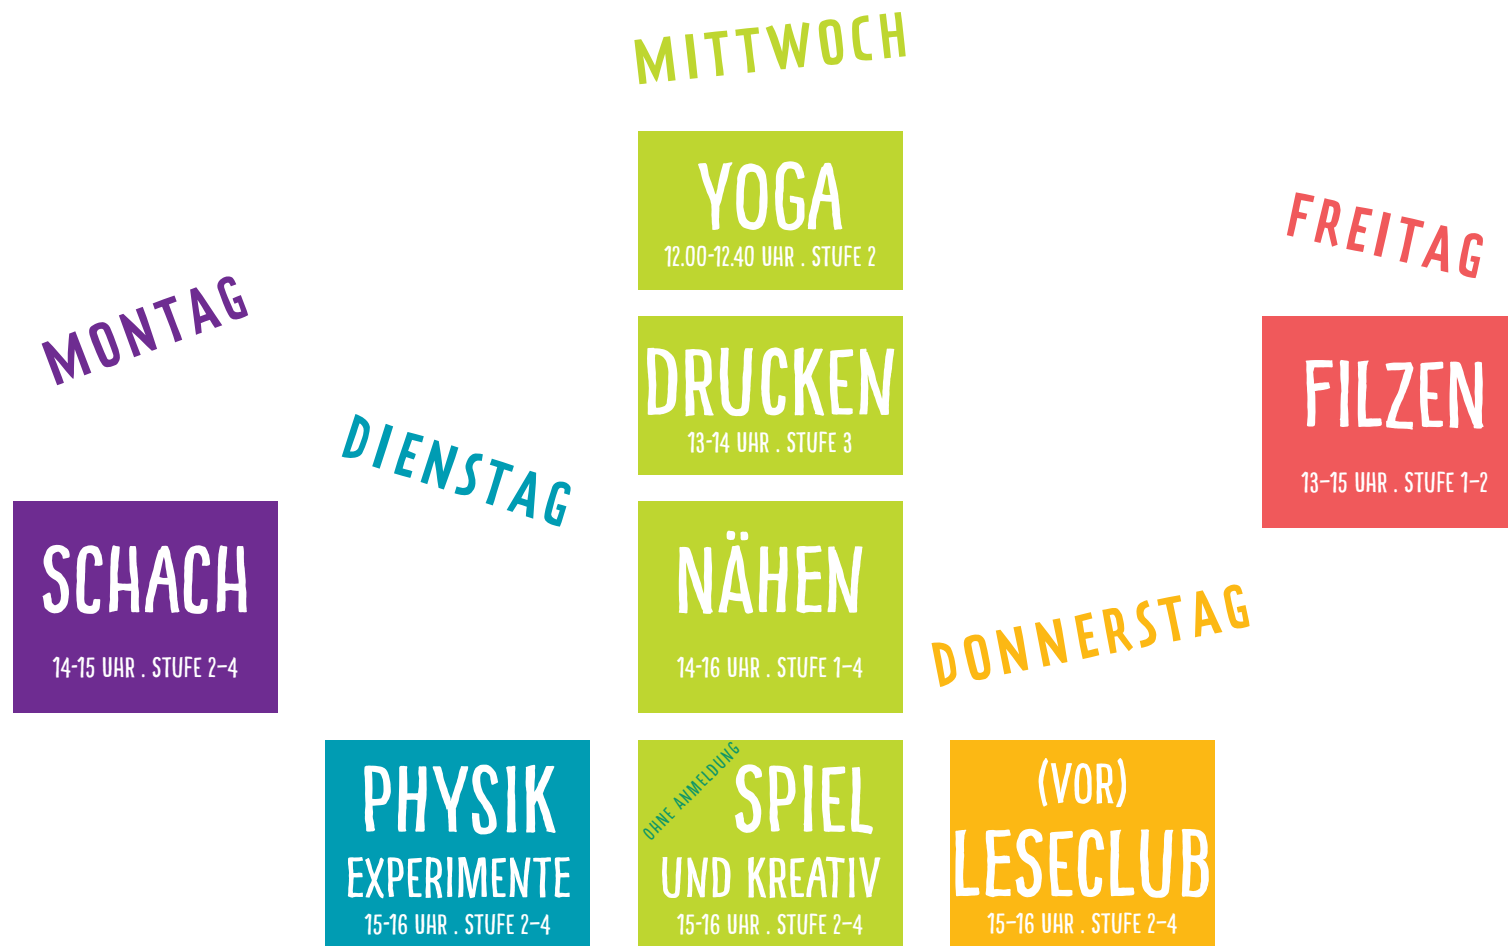 MONTAG
SCHACH
14-15 UHR . STUFE 2–4
DIENSTAG
PHYSIK
EXPERIMENTE
15-16 UHR . STUFE 2–4
MITTWOCH
YOGA
12.00-12.40 UHR . STUFE 2
DRUCKEN
13-14 UHR . STUFE 3
NÄHEN
14-16 UHR . STUFE 1–4
OHNE ANMELDUNG
SPIEL
UND KREATIV
15-16 UHR . STUFE 2–4
DONNERSTAG
(VOR)
LESECLUB
15–16 UHR . STUFE 2–4
FREITAG
FILZEN
13–15 UHR . STUFE 1–2